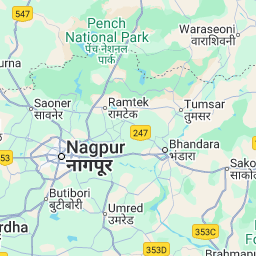 547
Pench
National Park
पेंच नेशनल
पार्क
Waraseoni
वाराशिवनी
Saoner
सावनेर
Ramtek
रामटेक
Tumsar
तुमसर
247
Nagpur
नागपूर
Bhandara
भंडारा
53
Butibori
बुटीबोरी
Umred
उमरेड
353C
353D